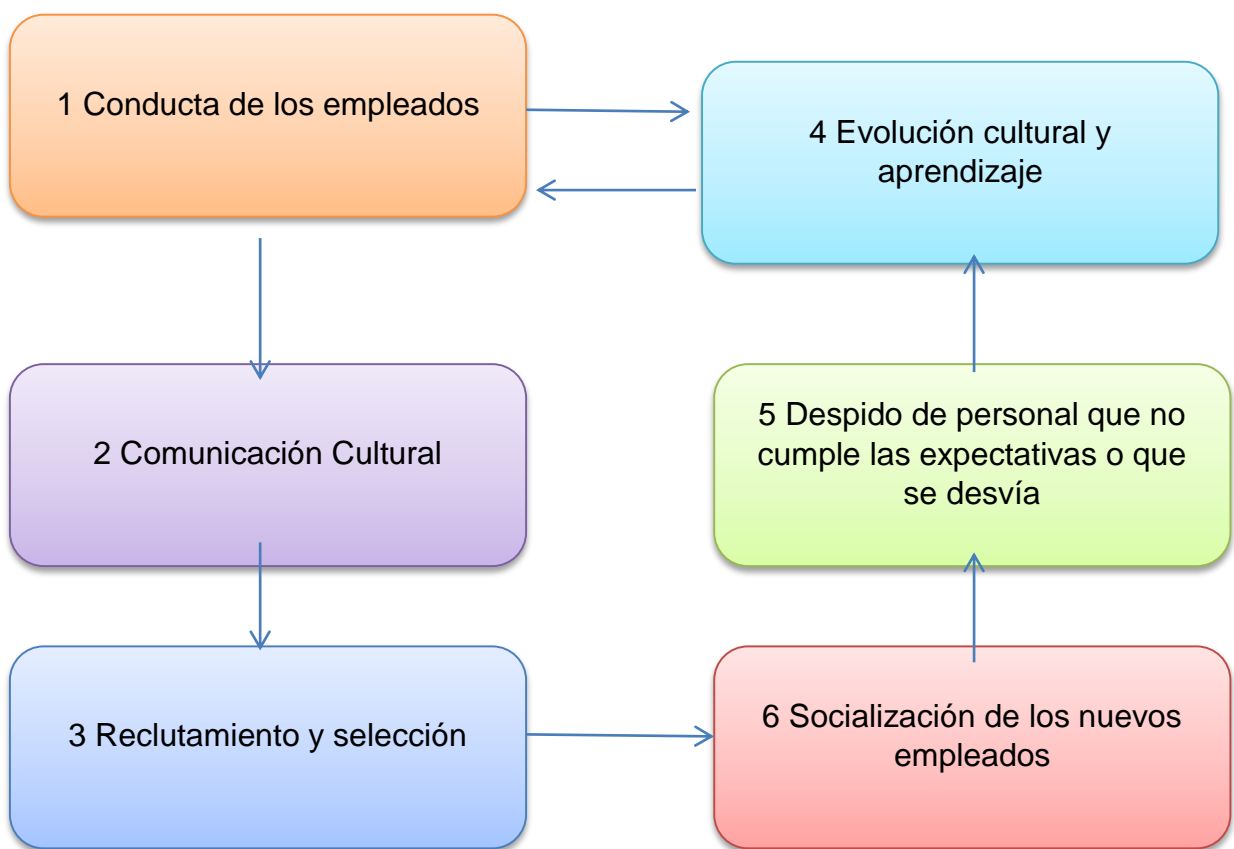 1 Conducta de los empleados
4 Evolución cultural y
aprendizaje
2 Comunicación Cultural
5 Despido de personal que no
cumple las expectativas o que
se desvía
3 Reclutamiento y selección
6 Socialización de los nuevos
empleados